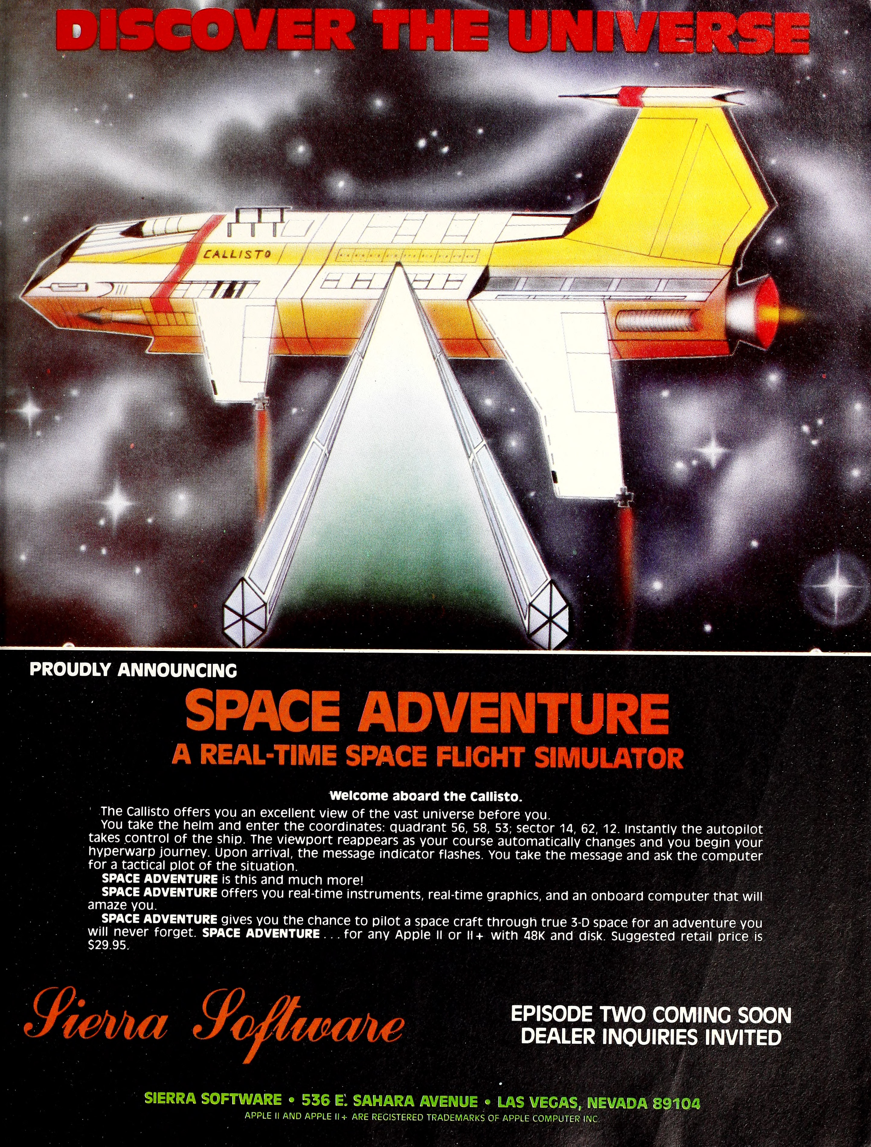 DISCOVER THE UNIVERSE
CALLISTO
PROUDLY ANNOUNCING
SPACE ADVENTURE
A REAL-TIME SPACE FLIGHT SIMULATOR
Welcome aboard the Callisto.
The Callisto offers you an excellent view of the vast universe before you.
You take the helm and enter the coordinates: quadrant 56, 58, 53; sector 14, 62, 12. Instantly the autopilot
takes control of the ship. The viewport reappears as your course automatically changes and you begin your
hyperwarp journey. Upon arrival, the message indicator flashes. You take the message and ask the computer
for a tactical plot of the situation.
SPACE ADVENTURE is this and much more!
SPACE ADVENTURE offers you real-time instruments, real-time graphics, and an onboard computer that will
amaze you.
SPACE ADVENTURE gives you the chance to pilot a space craft through true 3-D space for an adventure you
will never forget. SPACE ADVENTURE . . . for any Apple II or II+ with 48K and disk. Suggested retail price is
$29.95.
Sierra Software
EPISODE TWO COMING SOON
DEALER INQUIRIES INVITED
SIERRA SOFTWARE • 536 E. SAHARA AVENUE • LAS VEGAS, NEVADA 89104
APPLE II AND APPLE II+ ARE REGISTERED TRADEMARKS OF APPLE COMPUTER INC.